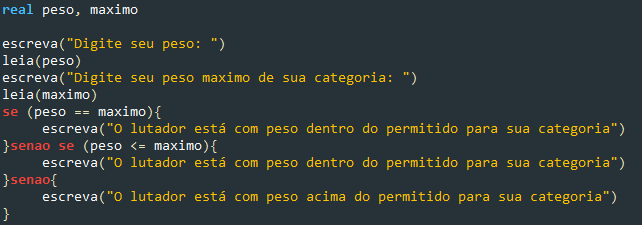 real peso, maximo
escreva("Digite seu peso: ")
leia(peso)
escreva("Digite seu peso maximo de sua categoria: ")
leia(maximo)
se (peso == maximo){
escreva("O lutador está com peso dentro do permitido para sua categoria")
}senao se (peso <= maximo){
escreva("O lutador está com peso dentro do permitido para sua categoria")
}senao{
escreva("O lutador está com peso acima do permitido para sua categoria")
}